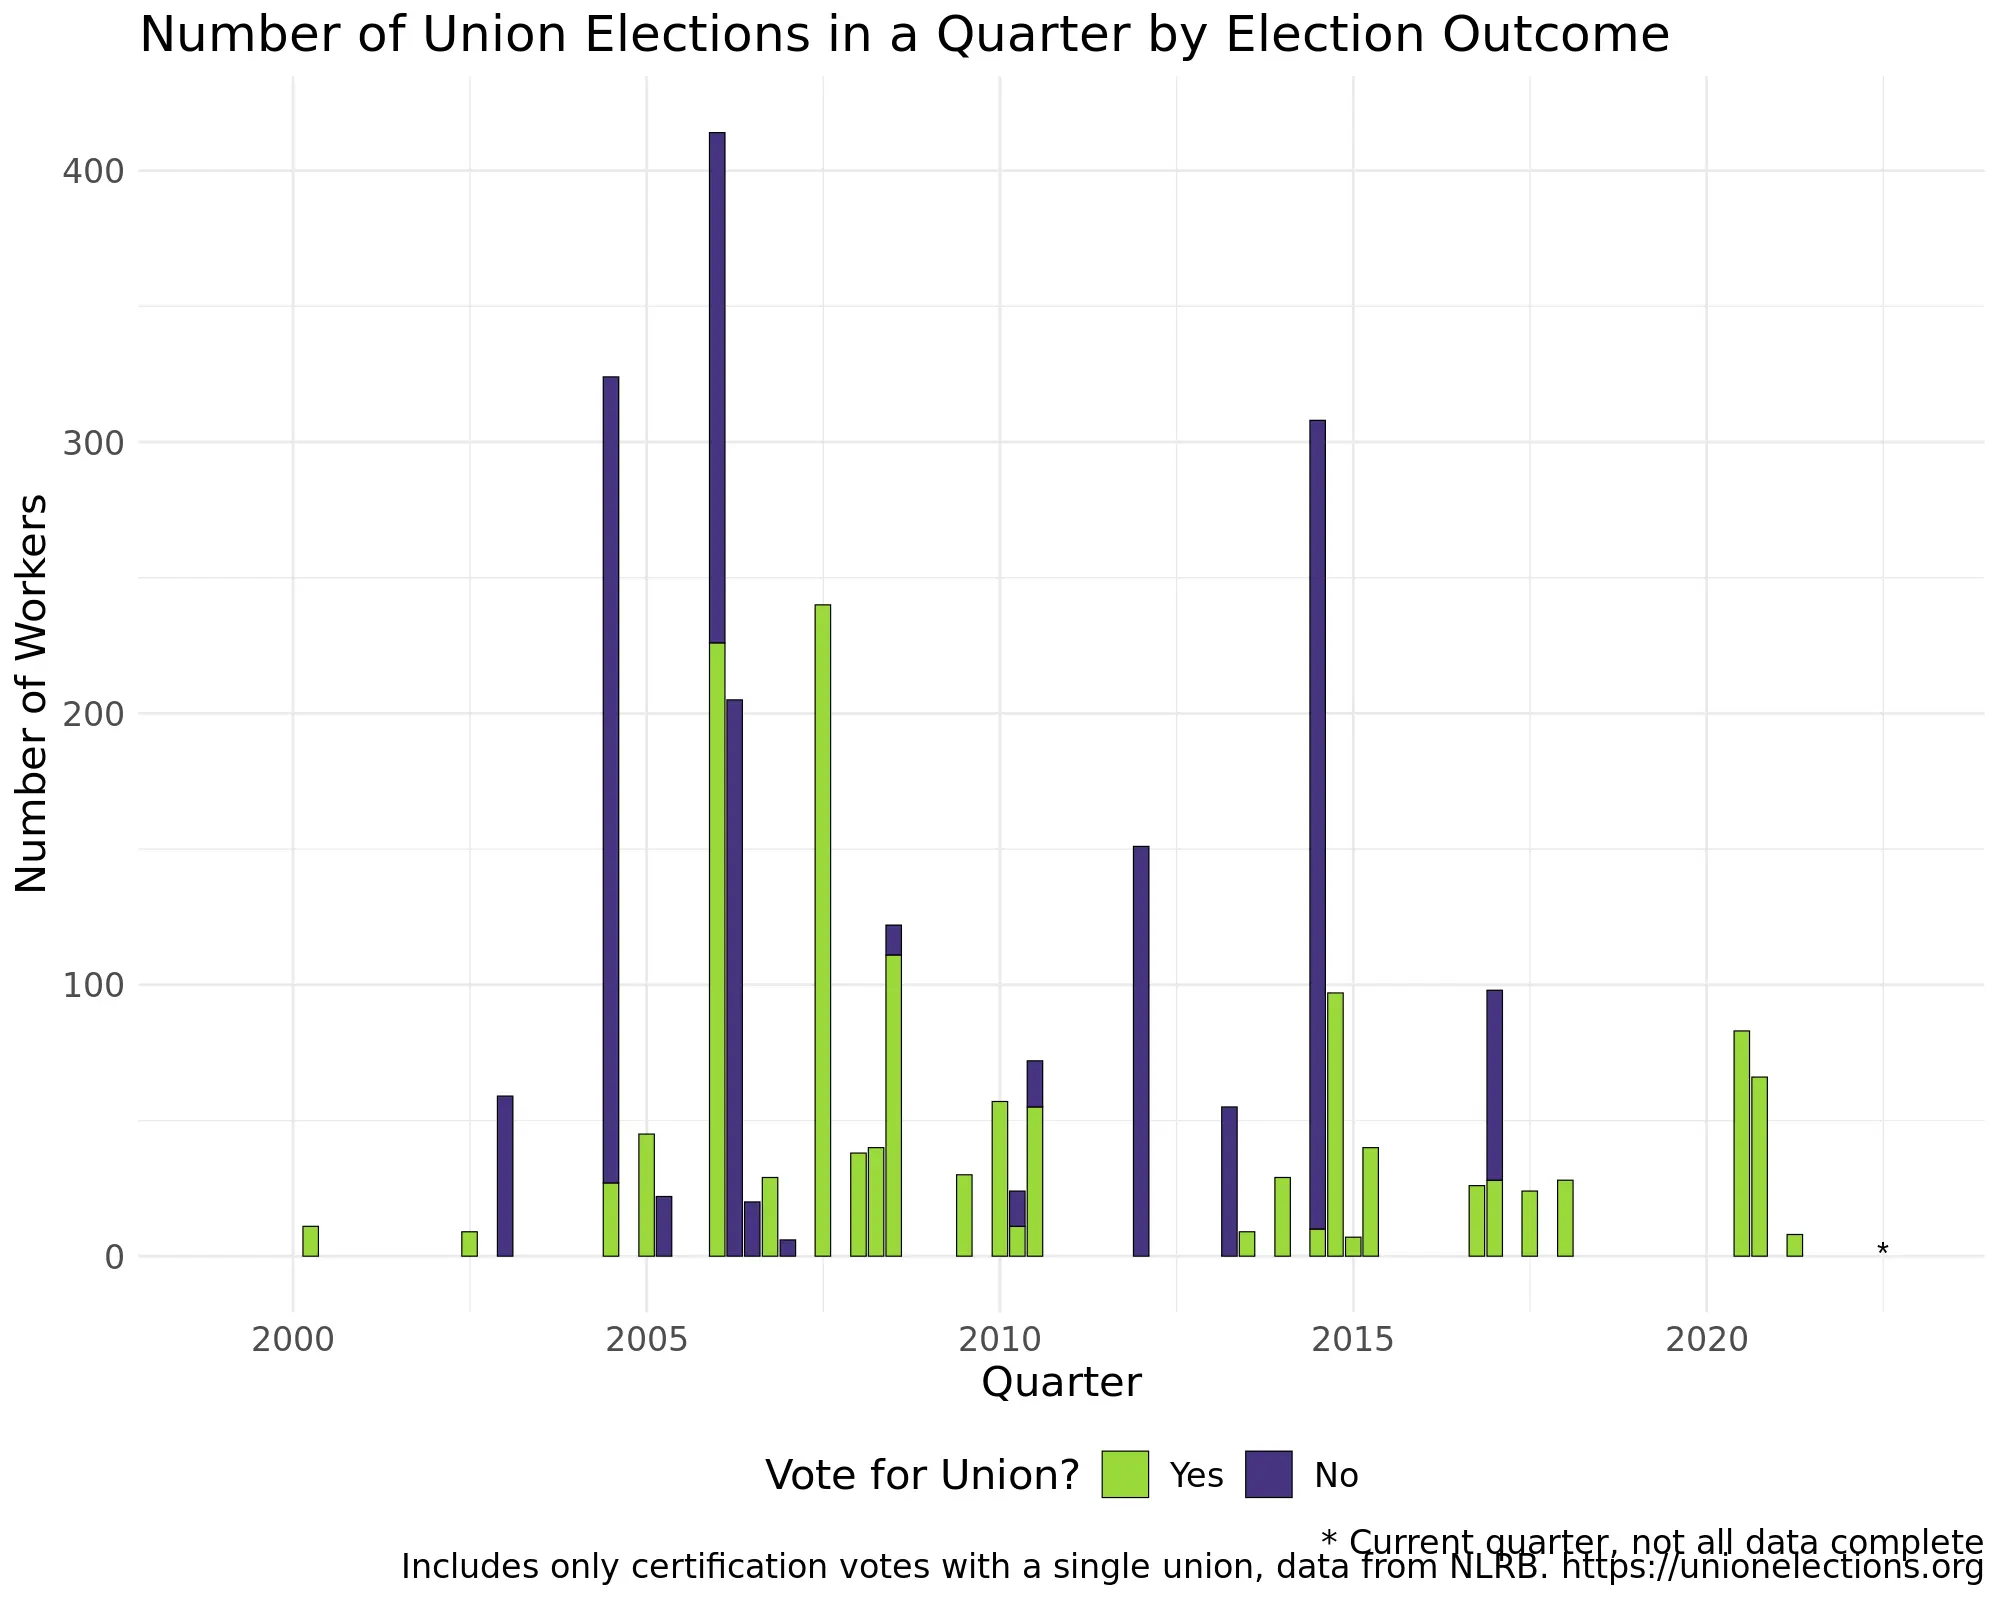 Number of Union Elections in a Quarter by Election Outcome
Number of Workers
400
300
200
100
0
*
2000 2005 2010 2015 2020
Quarter
Vote for Union? Yes No
* Current quarter, not all data complete
Includes only certification votes with a single union, data from NLRB. https://unionelections.org